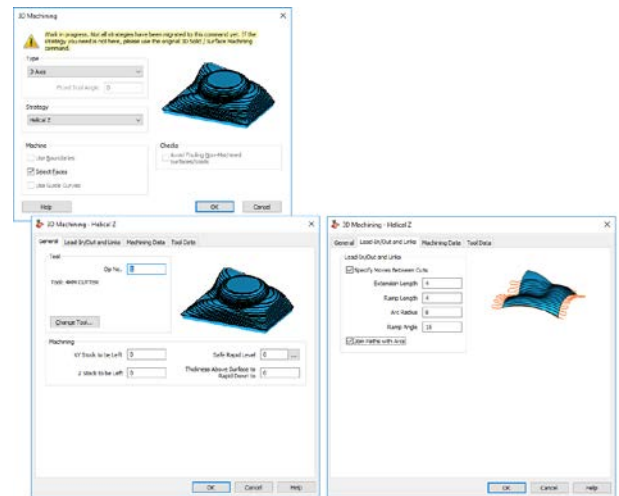 3D Machining
Work in progress. Not all strategies have been migrated to this command yet. If the
strategy you need is not here, please use the original 3D Solid / Surface Machining
command.
Type
3 Axis
Strategy
Helical Z
Machine
Use Boundaries
Select Faces
Use Guide Curves
Checks
Help
OK
Cancel
3D Machining - Helical Z
General
Lead In/Out and Links
Machining Data
Tool Data
Tool
Op No.
Tool: 4MM CUTTER
Change Tool...
Machining
XY Stock to be Left
0
Safe Rapid Level
0
...
Z Stock to be Left
0
Thickness Above Surface to
Rapid Down to
0
OK
Cancel
Help
3D Machining - Helical Z
General
Lead In/Out and Links
Machining Data
Tool Data
Lead In/Out and Links
Specify Moves Between Cuts
Extension Length
4
Ramp Length
4
Arc Radius
Ramp Angle
Join Paths with Arcs
OK
Cancel
Help